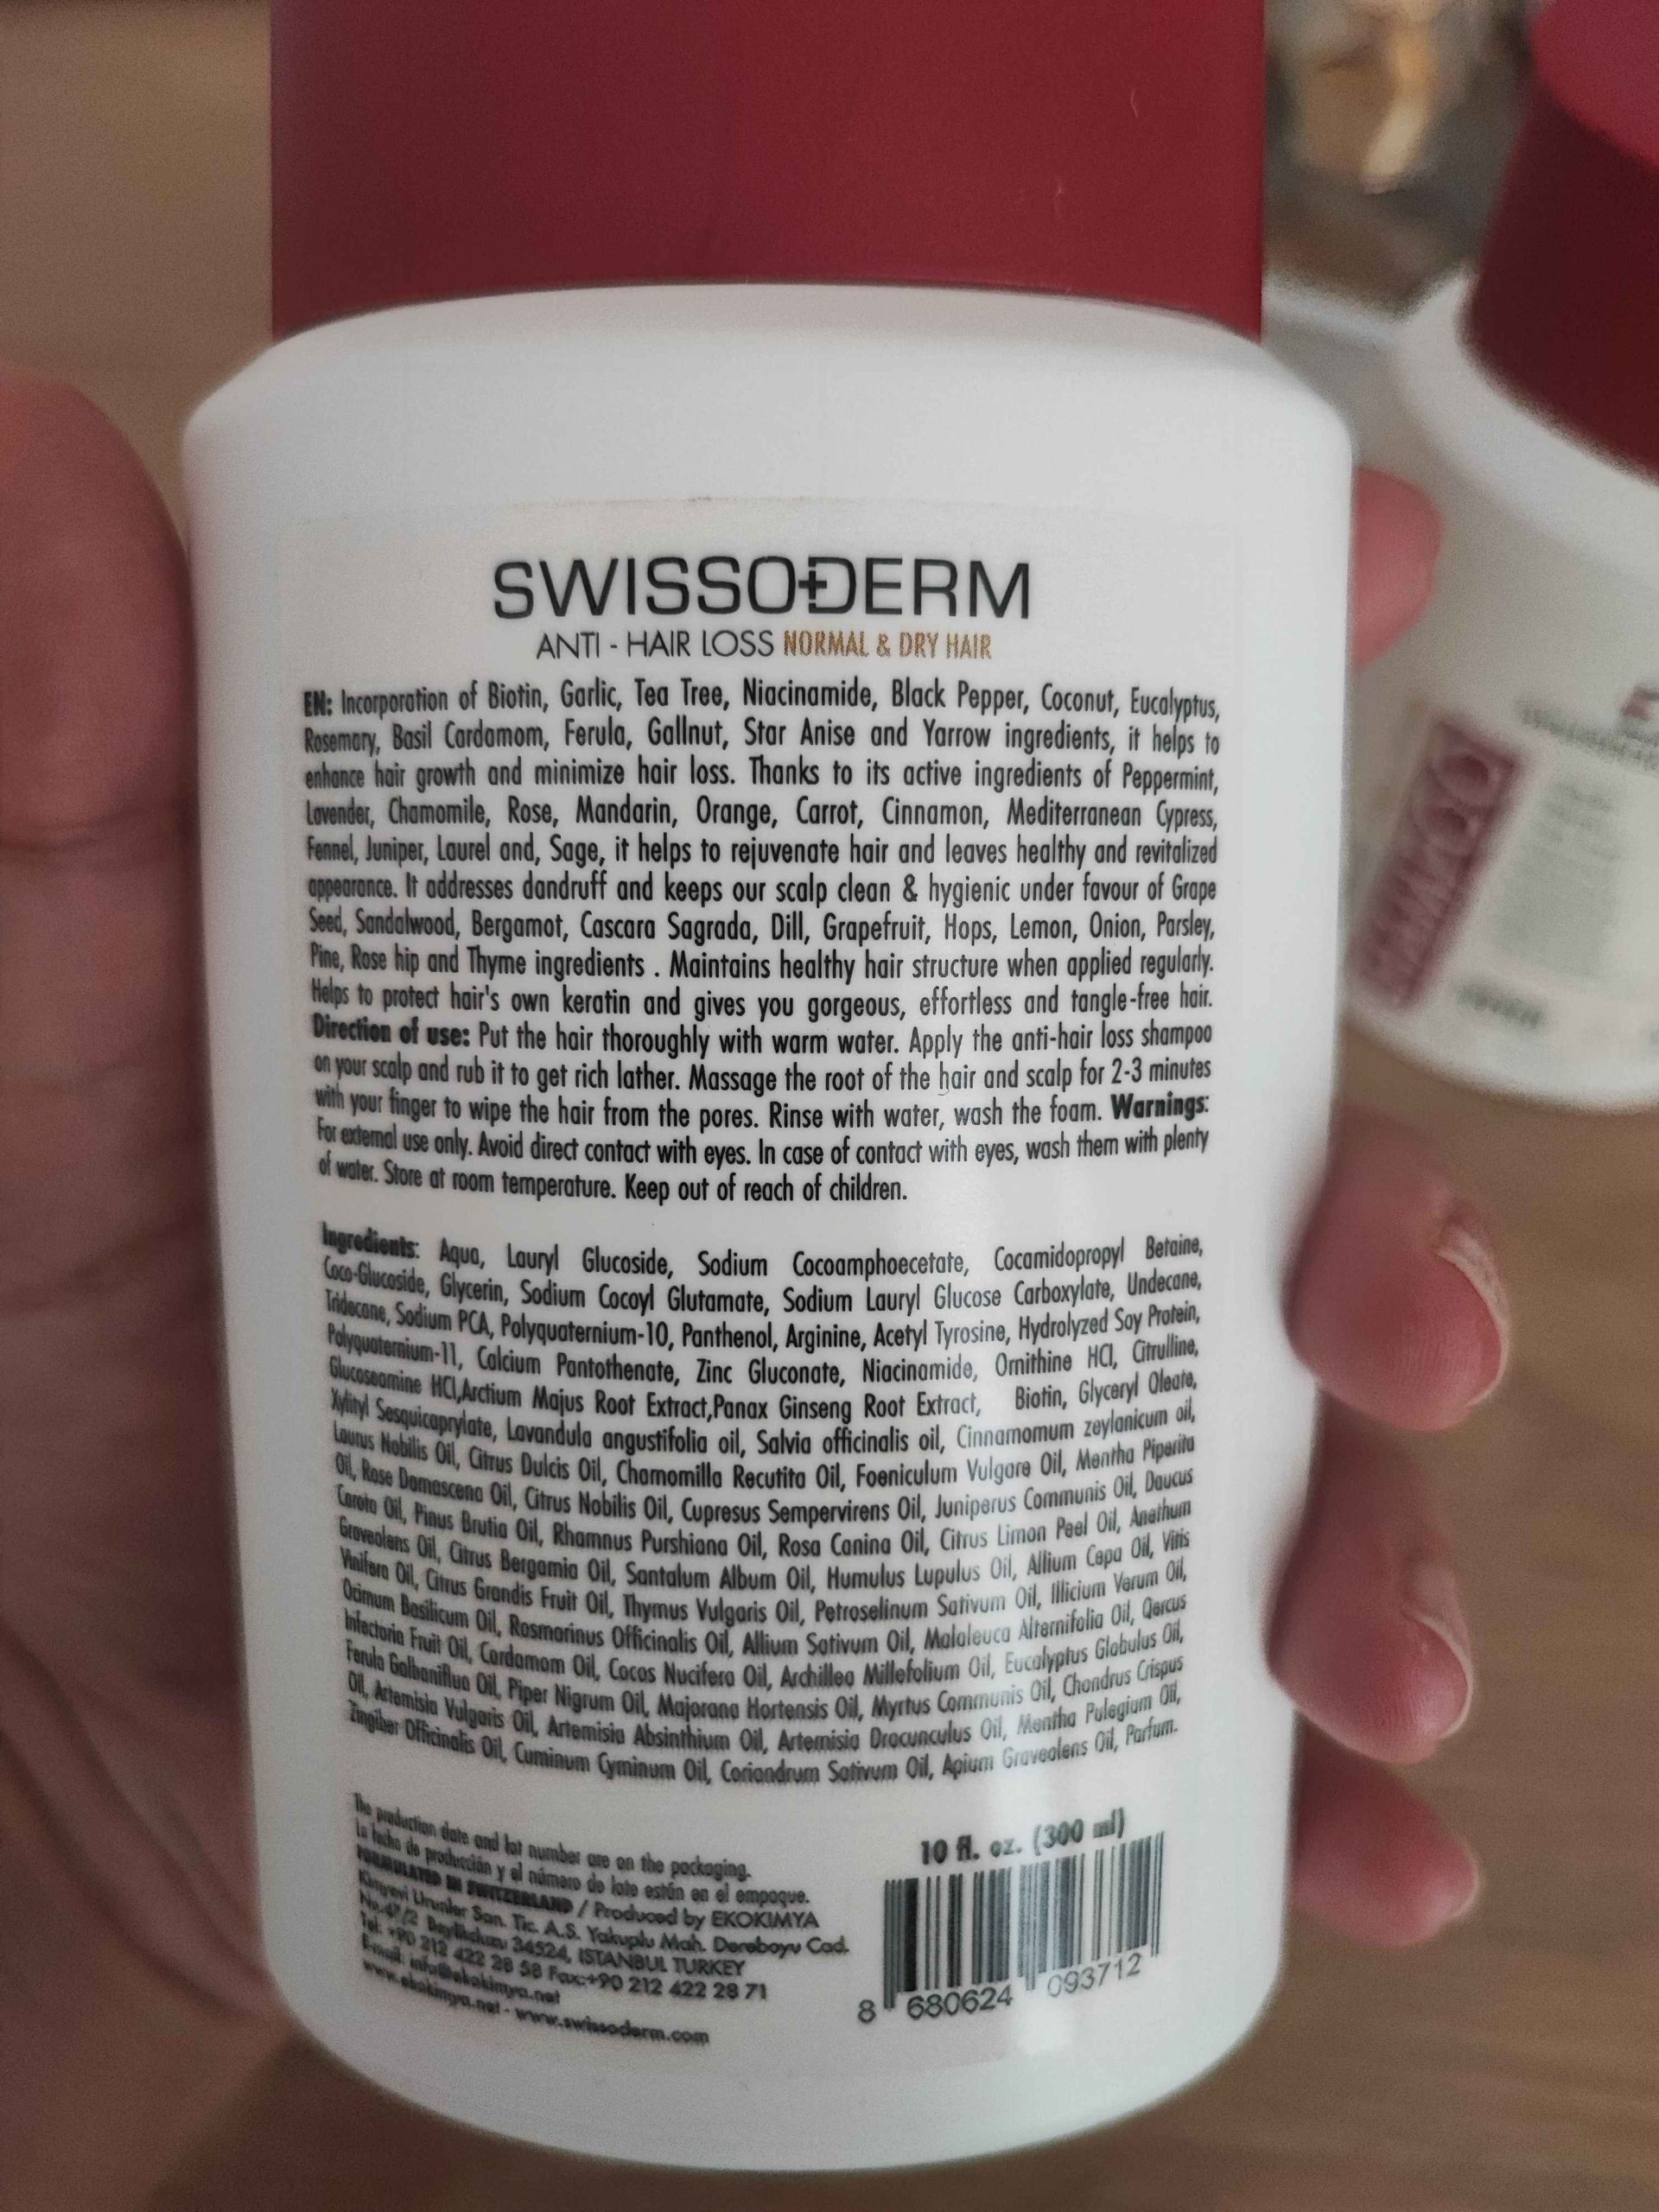 SWISSODERM
ANTI - HAIR LOSS NORMAL & DRY HAIR
EN: Incorporation of Biotin, Garlic, Tea Tree, Niacinamide, Black Pepper, Coconut, Eucalyptus,
Rosemary, Basil Cardamom, Ferula, Gallnut, Star Anise and Yarrow ingredients, it helps to
enhance hair growth and minimize hair loss. Thanks to its active ingredients of Peppermint,
Lavender, Chamomile, Rose, Mandarin, Orange, Carrot, Cinnamon, Mediterranean Cypress,
Fennel, Juniper, Laurel and, Sage, it helps to rejuvenate hair and leaves healthy and revitalized
appearance. It addresses dandruff and keeps our scalp clean & hygienic under favour of Grape
Seed, Sandalwood, Bergamot, Cascara Sagrada, Dill, Grapefruit, Hops, Lemon, Onion, Parsley,
Pine, Rose hip and Thyme ingredients . Maintains healthy hair structure when applied regularly.
Helps to protect hair's own keratin and gives you gorgeous, effortless and tangle-free hair.
Direction of use: Put the hair thoroughly with warm water. Apply the anti-hair loss shampoo
on your scalp and rub it to get rich lather. Massage the root of the hair and scalp for 2-3 minutes
with your finger to wipe the hair from the pores. Rinse with water, wash the foam. Warnings:
For external use only. Avoid direct contact with eyes. In case of contact with eyes, wash them with plenty
of water. Store at room temperature. Keep out of reach of children.
Ingredients: Aqua, Lauryl Glucoside, Sodium Cocoamphoecetate, Cocamidopropyl Betaine,
Coco-Glucoside, Glycerin, Sodium Cocoyl Glutamate, Sodium Lauryl Glucose Carboxylate, Undecane,
Tridecane, Sodium PCA, Polyquaternium-10, Panthenol, Arginine, Acetyl Tyrosine, Hydrolyzed Soy Protein,
Polyquaternium-11, Calcium Pantothenate, Zinc Gluconate, Niacinamide, Ornithine HCl, Citrulline,
Glucoseamine HCl,Arctium Majus Root Extract,Panax Ginseng Root Extract, Biotin, Glyceryl Oleate,
Xylityl Sesquicaprylate, Lavandula angustifolia oil, Salvia officinalis oil, Cinnamomum zeylanicum oil,
Laurus Nobilis Oil, Citrus Dulcis Oil, Chamomilla Recutita Oil, Foeniculum Vulgare Oil, Mentha Piperita
Oil, Rose Damascena Oil, Citrus Nobilis Oil, Cupresus Sempervirens Oil, Juniperus Communis Oil, Daucus
Carota Oil, Pinus Brutia Oil, Rhamnus Purshiana Oil, Rosa Canina Oil, Citrus Limon Peel Oil, Anethum
Graveolens Oil, Citrus Bergamia Oil, Santalum Album Oil, Humulus Lupulus Oil, Allium Cepa Oil, Vitis
Vinifera Oil, Citrus Grandis Fruit Oil, Thymus Vulgaris Oil, Petroselinum Sativum Oil, Illicium Verum Oil,
Ocimum Basilicum Oil, Rosmarinus Officinalis Oil, Allium Sativum Oil, Malaleuca Alternifolia Oil, Qercus
Infectoria Fruit Oil, Cardamom Oil, Cocos Nucifera Oil, Archillea Millefolium Oil, Eucalyptus Globulus Oil,
Ferula Galbaniflua Oil, Piper Nigrum Oil, Majorana Hortensis Oil, Myrtus Communis Oil, Chondrus Crispus
Oil, Artemisia Vulgaris Oil, Artemisia Absinthium Oil, Artemisia Dracunculus Oil, Mentha Pulegium Oil,
Zingiber Officinalis Oil, Cuminum Cyminum Oil, Coriandrum Sativum Oil, Apium Graveolens Oil, Parfum.
The production date and lot number are on the packaging.
La fecha de producción y el número de lote están en el empaque.
FORMULATED IN SWITZERLAND / Produced by EKOKIMYA
Kimyevi Urunler San. Tic. A.S. Yakuplu Mah. Dereboyu Cad.
No:47/2 Beylikduzu 34524, ISTANBUL TURKEY
Tel: +90 212 422 28 58 Fax:+90 212 422 28 71
E-mail: info@ekokimya.net
www.ekokimya.net - www.swissoderm.com
10 fl. oz. (300 ml)
8 680624 093712